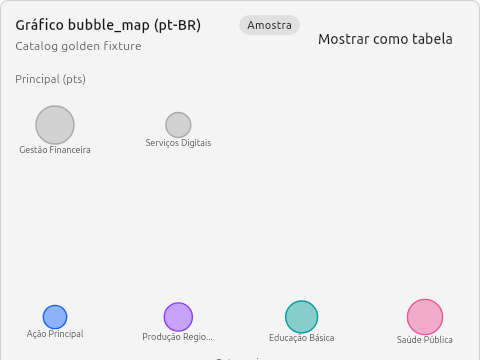 Gráfico bubble_map (pt-BR)
Amostra
Mostrar como tabela
Catalog golden fixture
Principal (pts)
Gestão Financeira
Serviços Digitais
Ação Principal
Produção Regio...
Educação Básica
Saúde Pública